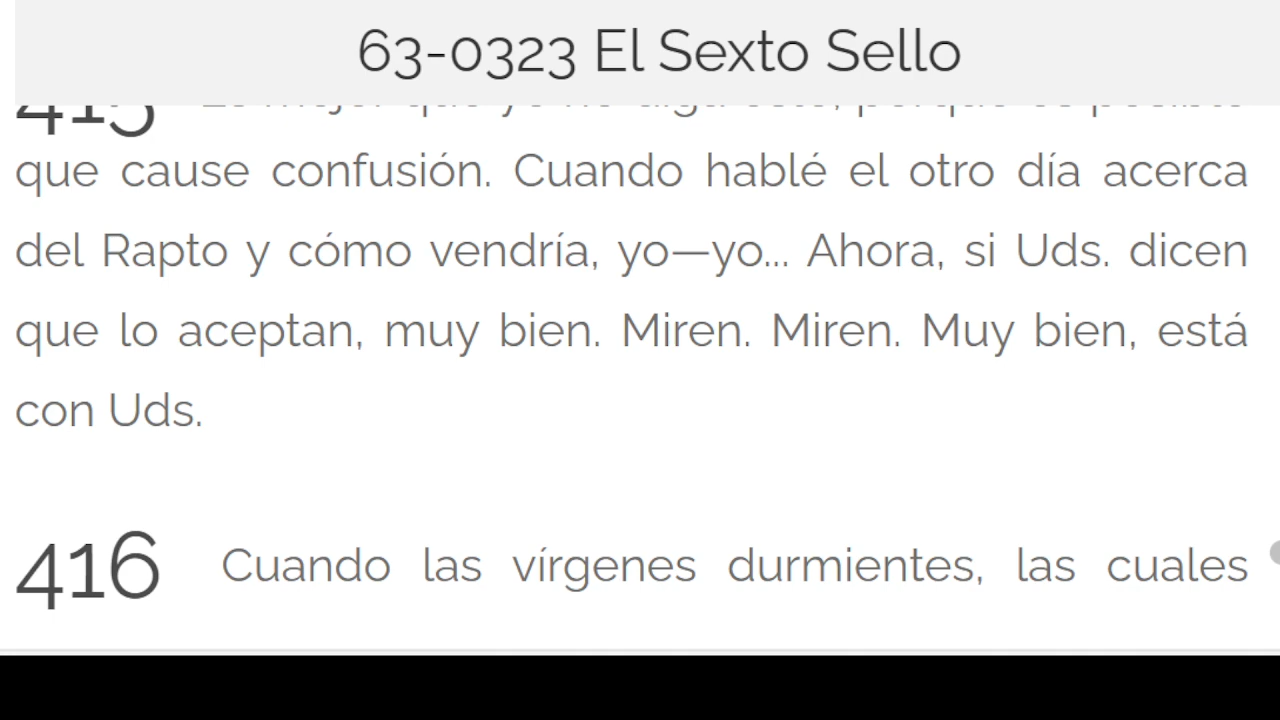 63-0323 El Sexto Sello
415
que cause confusión. Cuando hablé el otro día acerca
del Rapto y cómo vendría, yo—yo... Ahora, si Uds. dicen
que lo aceptan, muy bien. Miren. Miren. Muy bien, está
con Uds.
416 Cuando las vírgenes durmientes, las cuales